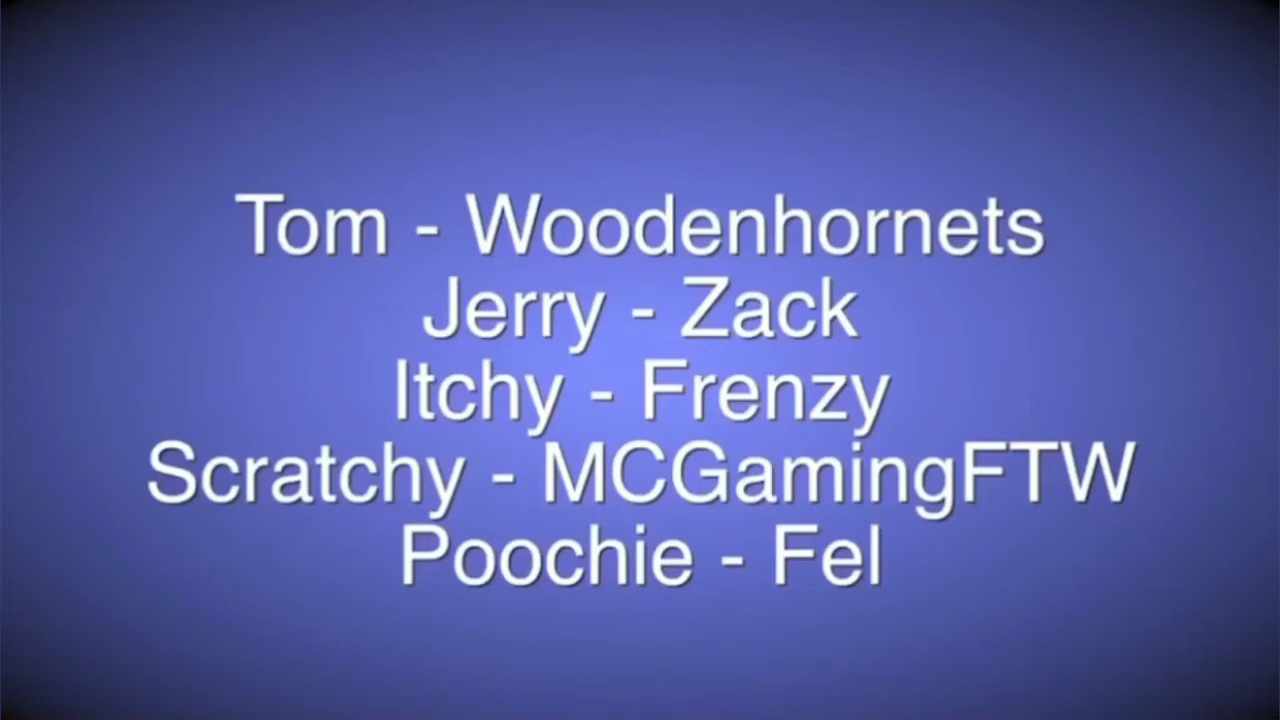 Tom - Woodenhornets
Jerry - Zack
Itchy - Frenzy
Scratchy - MCGamingFTW
Poochie - Fel